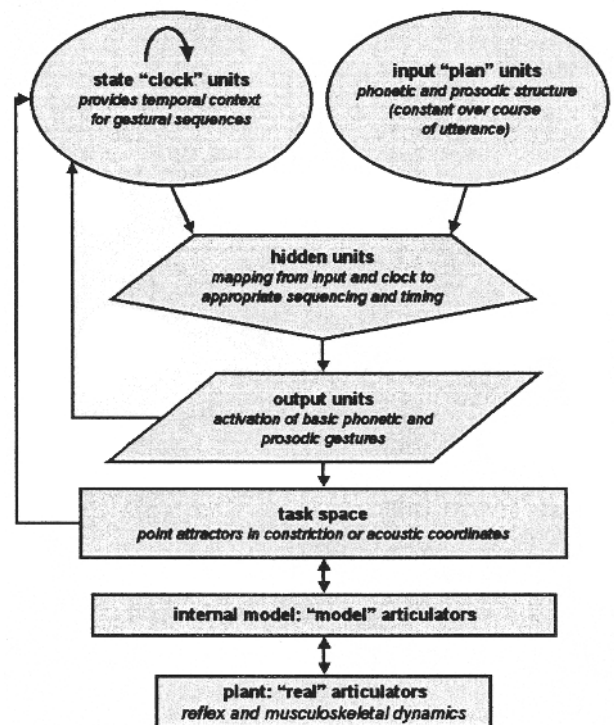 state “clock” units
provides temporal context
for gestural sequences
input “plan” units
phonetic and prosodic structure
(constant over course
of utterance)
hidden units
mapping from input and clock to
appropriate sequencing and timing
output units
activation of basic phonetic and
prosodic gestures
task space
point attractors in constriction or acoustic coordinates
internal model: “model” articulators
plant: “real” articulators
reflex and musculoskeletal dynamics